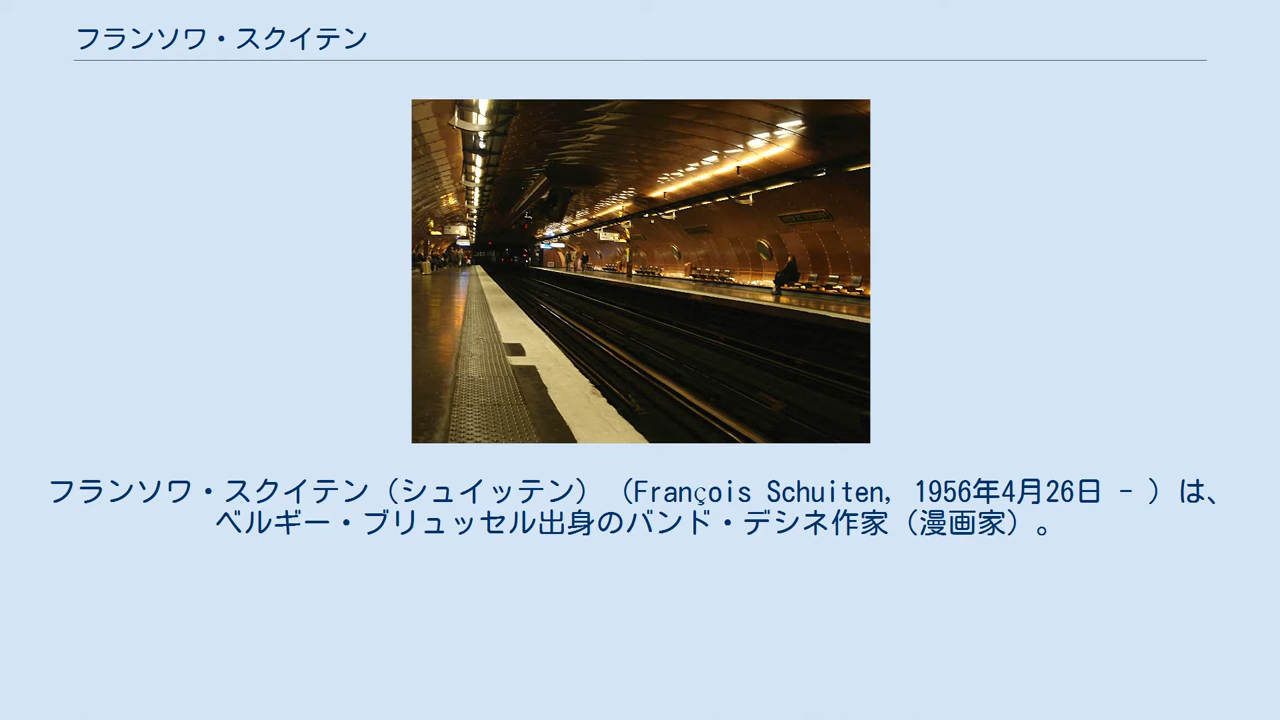 フランソワ・スクイテン
フランソワ・スクイテン（シュイッテン）（François Schuiten, 1956年4月26日 - ）は、
ベルギー・ブリュッセル出身のバンド・デシネ作家（漫画家）。